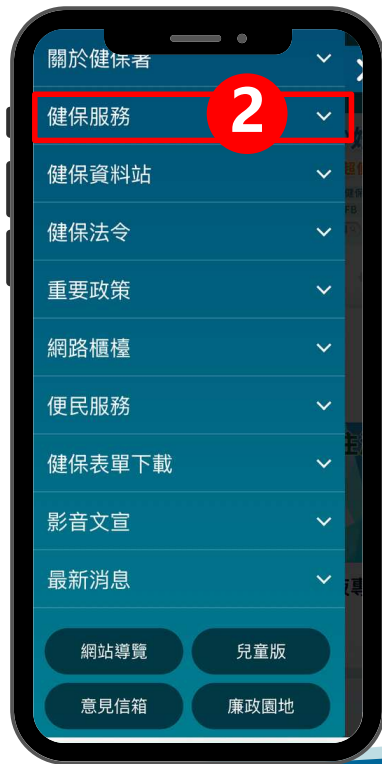 關於健保署
健保服務
2
健保資料站
健保法令
重要政策
網路櫃檯
便民服務
健保表單下載
影音文宣
最新消息
網站導覽
兒童版
意見信箱
廉政園地